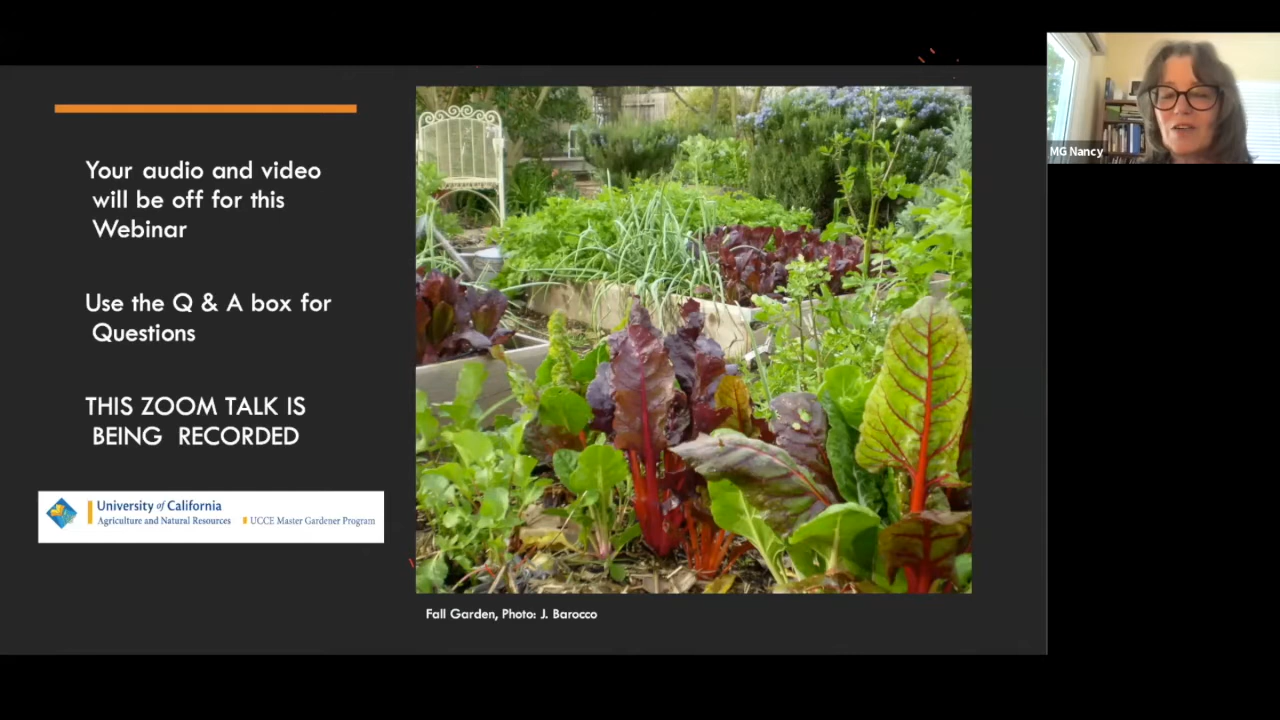 Your audio and video
will be off for this
Webinar
Use the Q & A box for
Questions
THIS ZOOM TALK IS
BEING RECORDED
University of California
Agriculture and Natural Resources
UCCE Master Gardener Program
Fall Garden, Photo: J. Barocco
MG Nancy